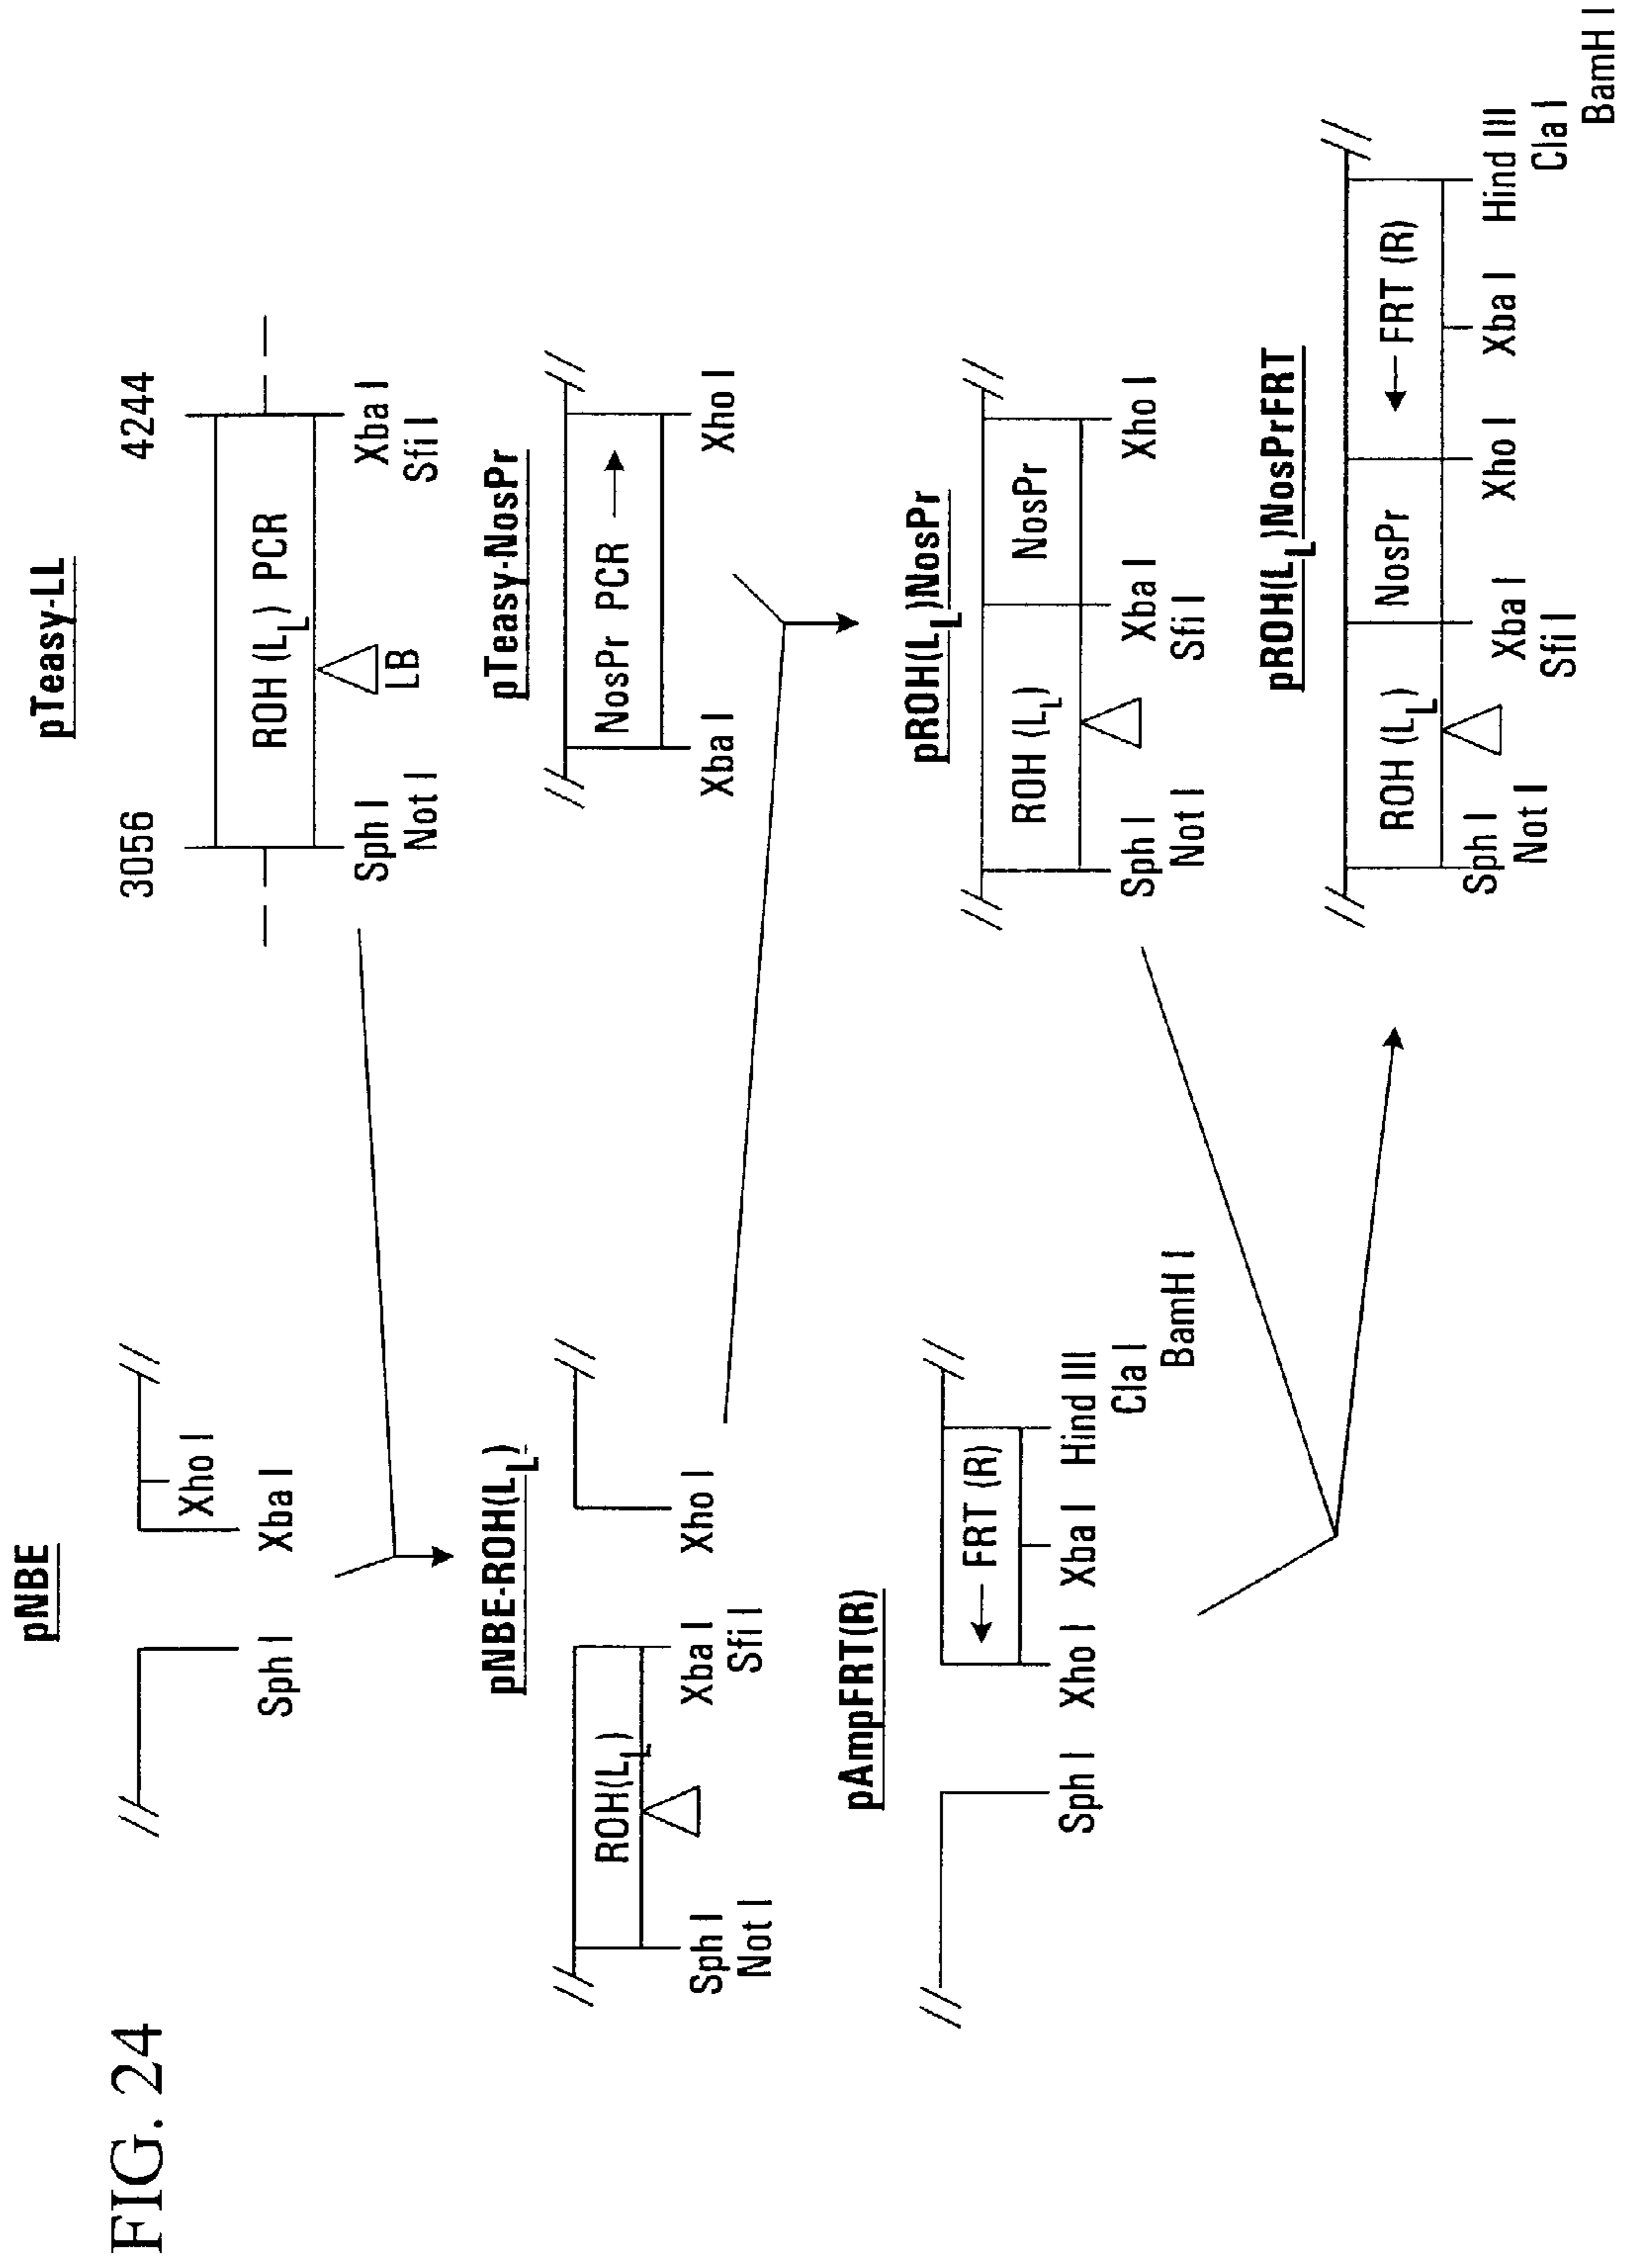 FIG. 24
pNBE
Xho I
Sph I
Xba I
pTeasy-LL
3056
4244
ROH (LL) PCR
LB
Sph I
Not I
Xba I
Sfi I
pNBE-ROH(LL)
ROH(LL)
Sph I
Not I
Xba I
Sfi I
Xho I
pTeasy-NosPr
NosPr PCR →
Xba I
Xho I
pAmpFRT(R)
← FRT (R)
Sph I
Xho I
Xba I
Hind III
Cla I
BamH I
pROH(LL)NosPr
ROH (LL)
NosPr
Sph I
Not I
Xba I
Sfi I
Xho I
pROH(LL)NosPrFRT
ROH (LL)
NosPr
← FRT (R)
Sph I
Not I
Xba I
Sfi I
Xho I
Xba I
Hind III
Cla I
BamH I